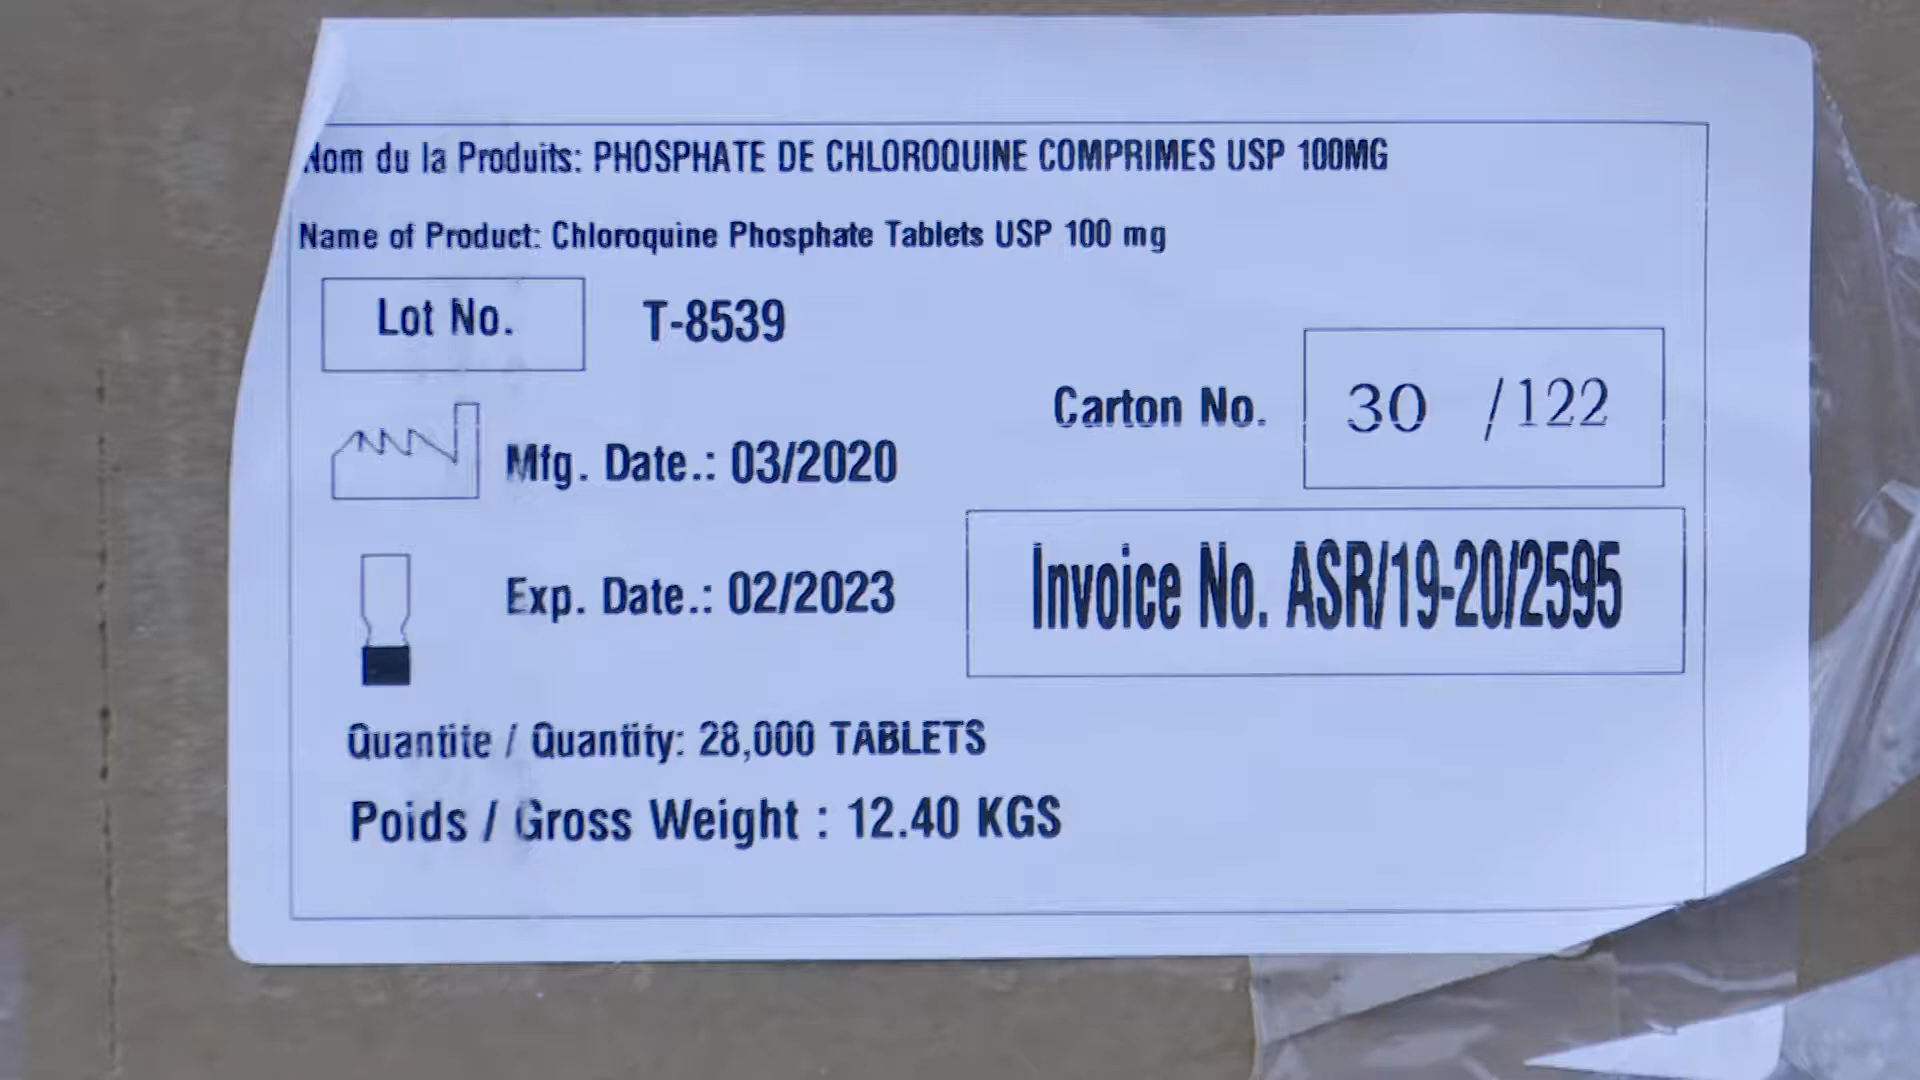 Nom du la Produits: PHOSPHATE DE CHLOROQUINE COMPRIMES USP 100MG
Name of Product: Chloroquine Phosphate Tablets USP 100 mg
Lot No. T-8539
Carton No. 30 /122
Mfg. Date.: 03/2020
Invoice No. ASR/19-20/2595
Exp. Date.: 02/2023
Quantite / Quantity: 28,000 TABLETS
Poids / Gross Weight : 12.40 KGS